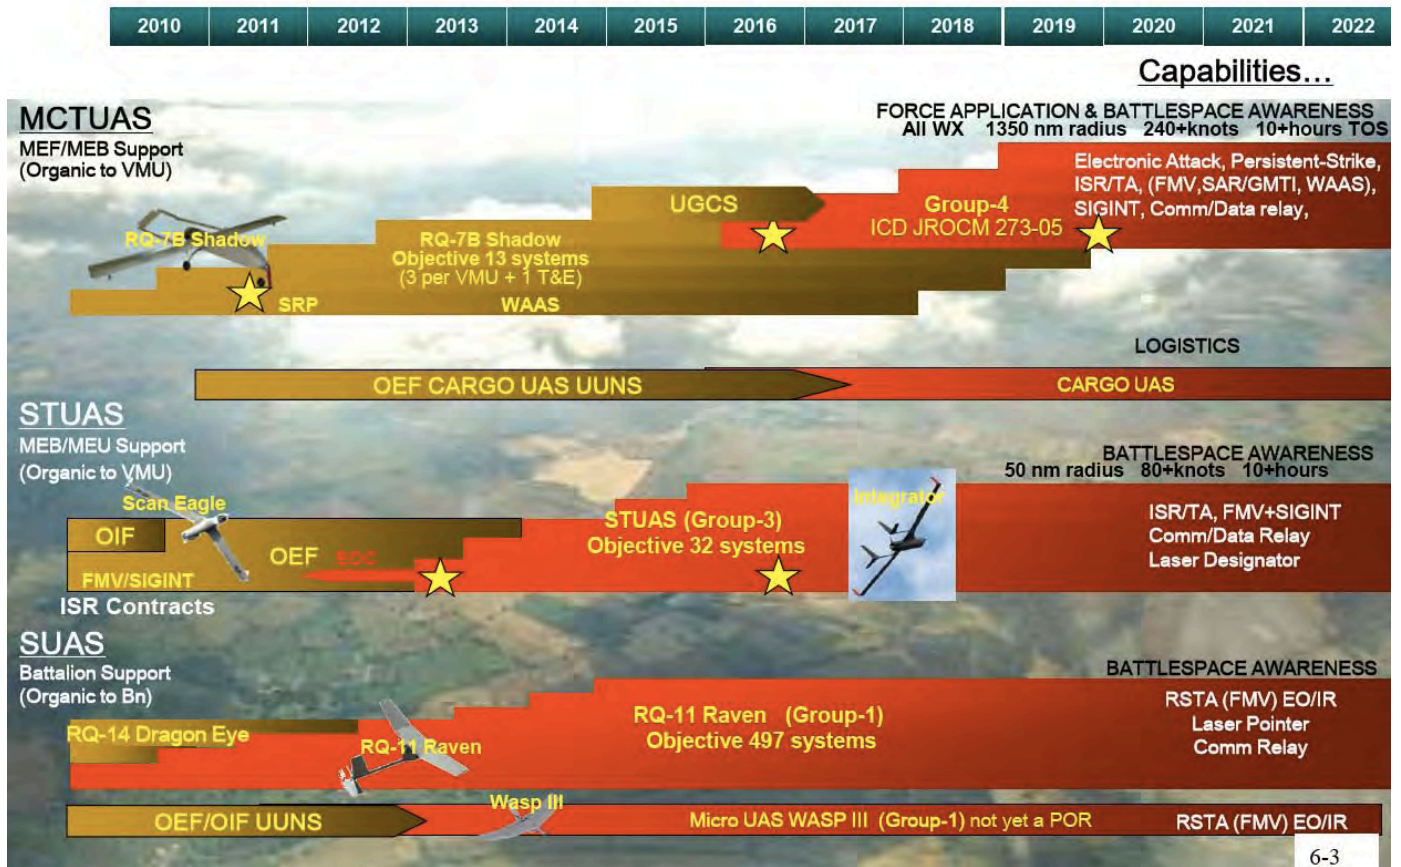 2010 2011 2012 2013 2014 2015 2016 2017 2018 2019 2020 2021 2022
Capabilities...
MCTUAS
MEF/MEB Support
(Organic to VMU)
FORCE APPLICATION & BATTLESPACE AWARENESS
All WX 1350 nm radius 240+knots 10+hours TOS
Electronic Attack, Persistent-Strike,
ISR/TA, (FMV,SAR/GMTI, WAAS),
SIGINT, Comm/Data relay,
UGCS
Group-4
ICD JROCM 273-05
RQ-7B Shadow
RQ-7B Shadow
Objective 13 systems
(3 per VMU + 1 T&E)
SRP
WAAS
LOGISTICS
OEF CARGO UAS UUNS
CARGO UAS
STUAS
MEB/MEU Support
(Organic to VMU)
BATTLESPACE AWARENESS
50 nm radius 80+knots 10+hours
Scan Eagle
Integrator
OIF
OEF
EOC
FMV/SIGINT
ISR Contracts
STUAS (Group-3)
Objective 32 systems
ISR/TA, FMV+SIGINT
Comm/Data Relay
Laser Designator
SUAS
Battalion Support
(Organic to Bn)
BATTLESPACE AWARENESS
RQ-14 Dragon Eye
RQ-11 Raven
RQ-11 Raven (Group-1)
Objective 497 systems
RSTA (FMV) EO/IR
Laser Pointer
Comm Relay
Wasp III
OEF/OIF UUNS
Micro UAS WASP III (Group-1) not yet a POR
RSTA (FMV) EO/IR
6-3